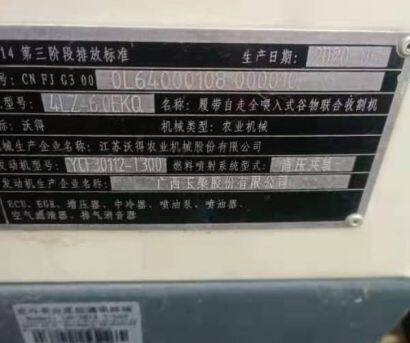 14 第三阶段排放标准 生产日期: 2020
号: CN FJ G3 00 0L64000108
型号: 4LZ-6.0EKQ 名称: 履带自走全喂入式谷物联合收割机
: 沃得 机械类型: 农业机械
械生产企业名称: 江苏沃得农业机械股份有限公司
发动机型号: YCF30112-T300 燃料喷射系统型式: 高压共轨
发动机生产企业名称: 广西玉柴股份有限公司
ECU、EGR、增压器、中冷器、喷油泵、喷油器、
空气滤清器、排气消音器